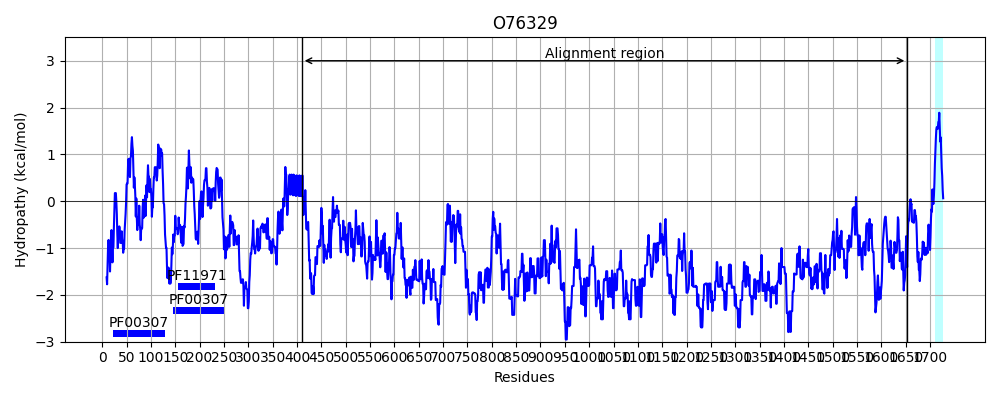 O76329
Alignment region
3
2
1
0
−1
−2
−3
Hydropathy (kcal/mol)
PF11971
PF00307
PF00307
0 50 100 150 200 250 300 350 400 450 500 550 600 650 700 750 800 850 900 950 1000 1050 1100 1150 1200 1250 1300 1350 1400 1450 1500 1550 1600 1650 1700
Residues